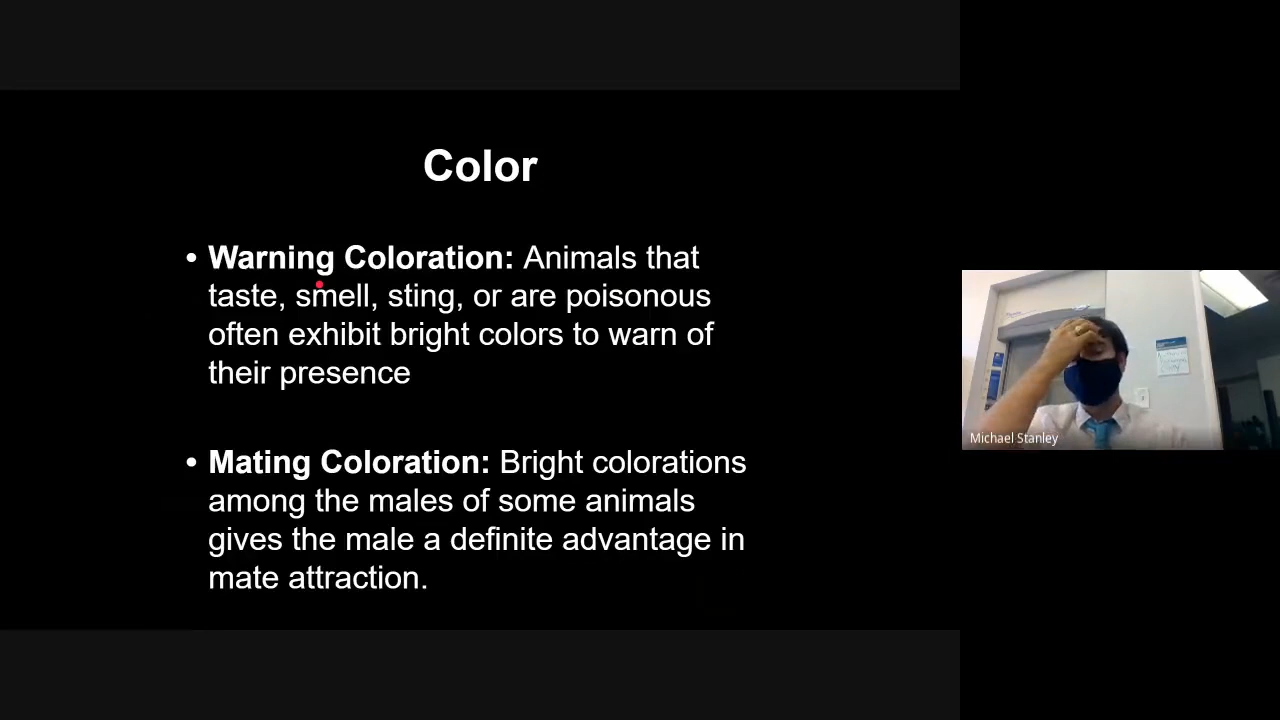 Color
• Warning Coloration: Animals that
taste, smell, sting, or are poisonous
often exhibit bright colors to warn of
their presence
• Mating Coloration: Bright colorations
among the males of some animals
gives the male a definite advantage in
mate attraction.
Michael Stanley